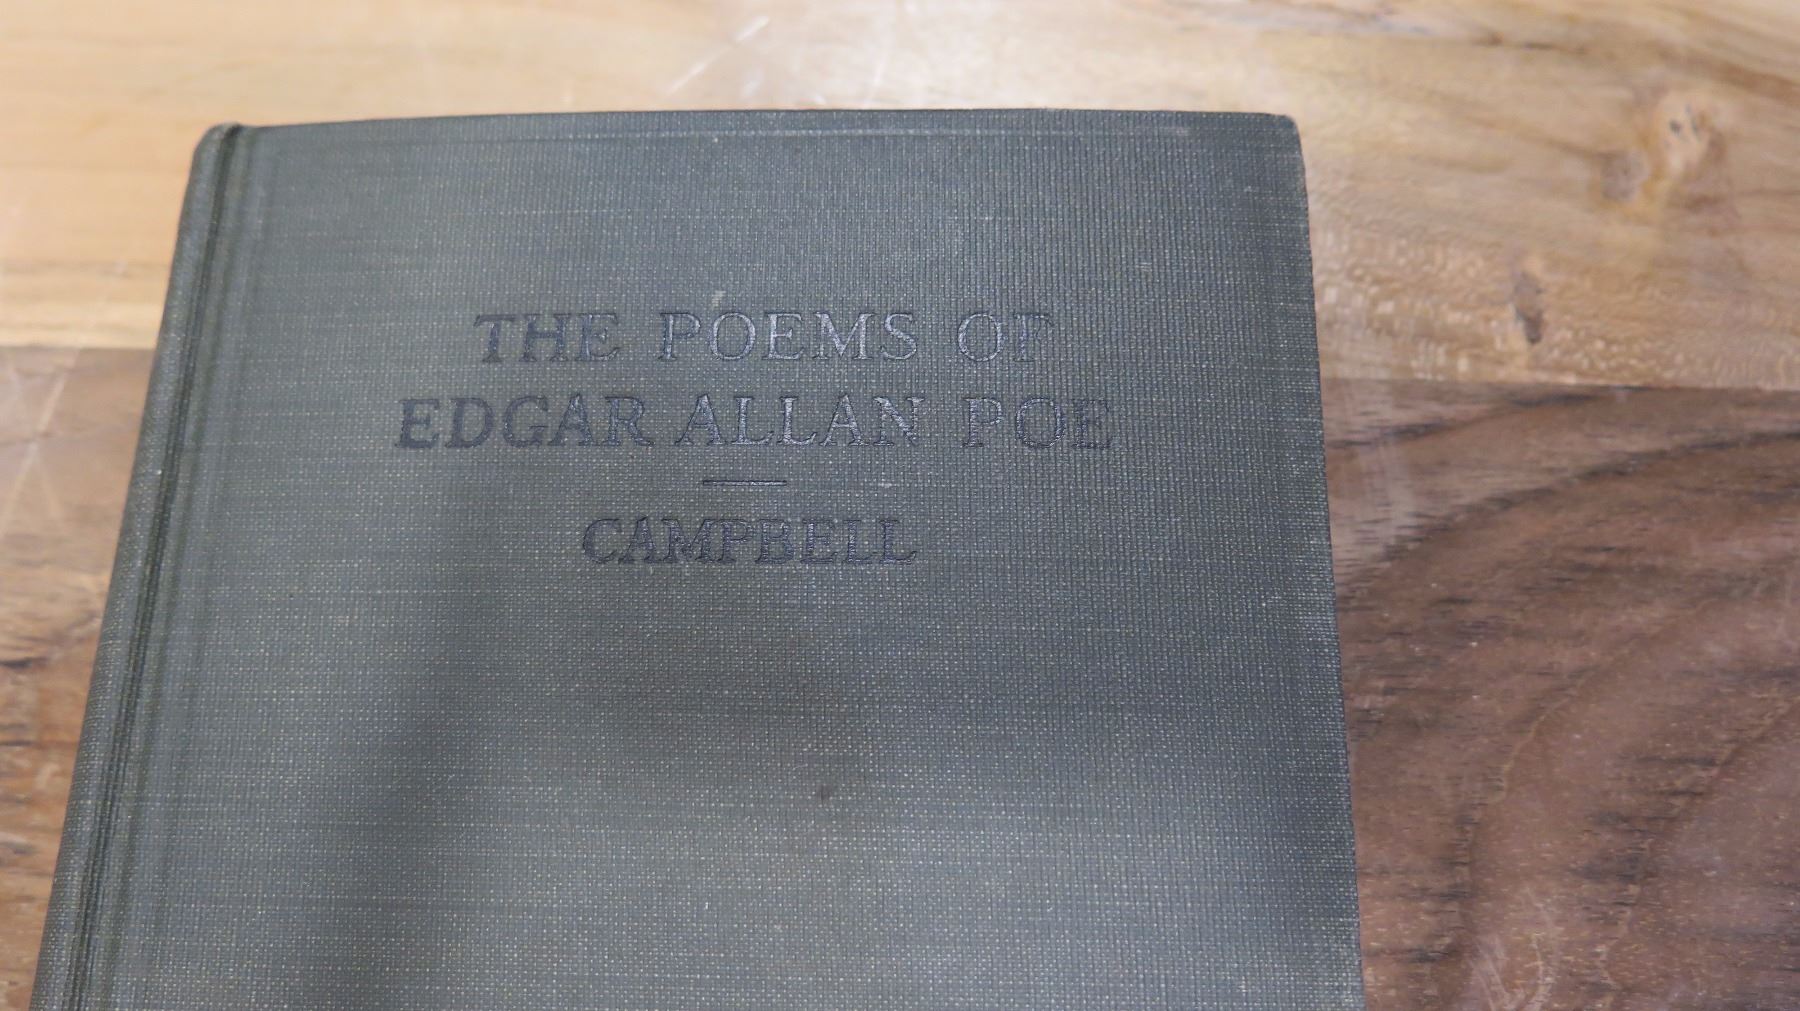 THE POEMS OF
EDGAR ALLAN POE
CAMPBELL